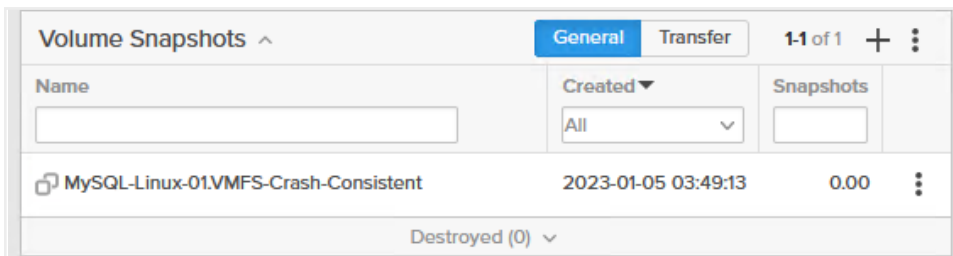 Volume Snapshots General Transfer 1-1 of 1
Name Created Snapshots
All
MySQL-Linux-01.VMFS-Crash-Consistent 2023-01-05 03:49:13 0.00
Destroyed (0)